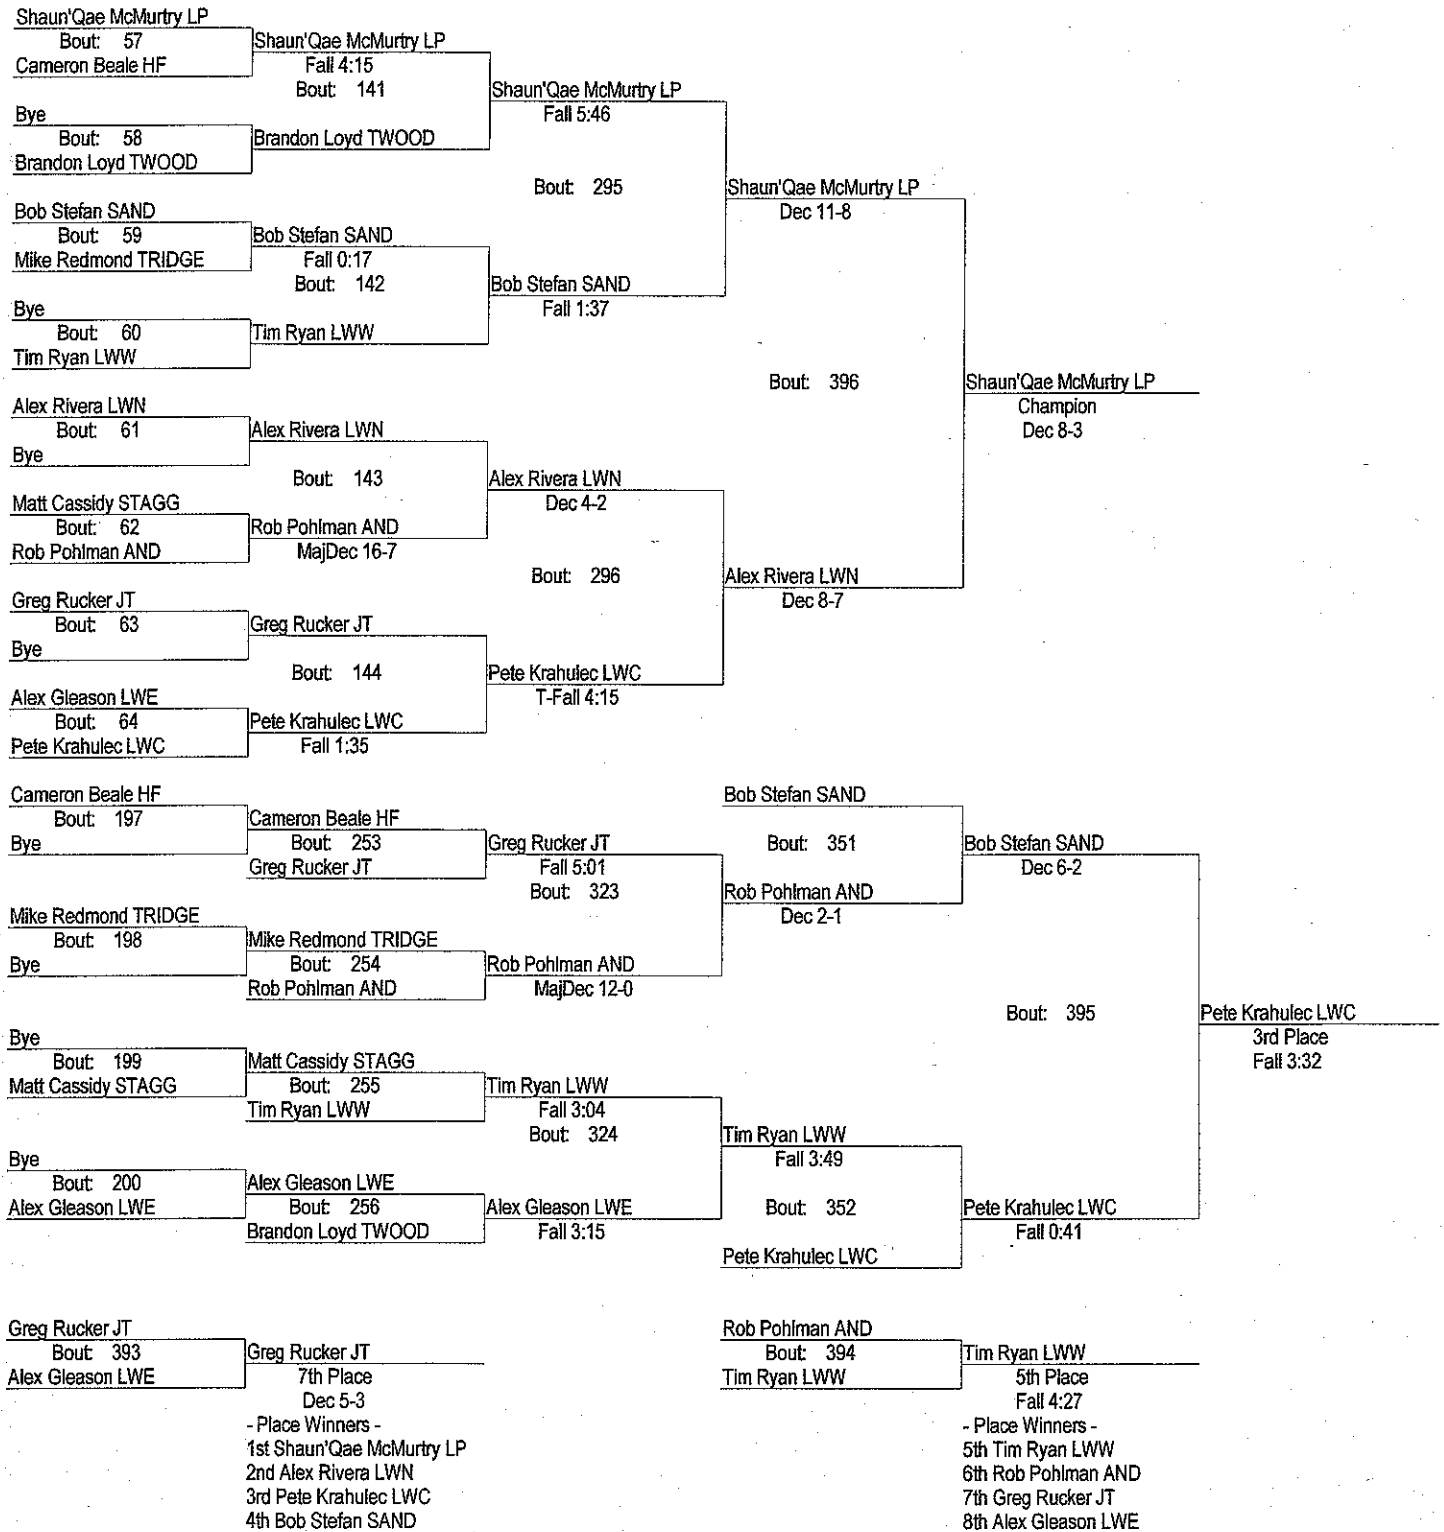 Shaun'Qae McMurtry LP
Bout: 57
Cameron Beale HF
Shaun'Qae McMurtry LP
Fall 4:15
Bout: 141
Bye
Bout: 58
Brandon Loyd TWOOD
Brandon Loyd TWOOD
Shaun'Qae McMurtry LP
Fall 5:46
Bout: 295
Bob Stefan SAND
Bout: 59
Mike Redmond TRIDGE
Bob Stefan SAND
Fall 0:17
Bout: 142
Bye
Bout: 60
Tim Ryan LWW
Tim Ryan LWW
Bob Stefan SAND
Fall 1:37
Shaun'Qae McMurtry LP
Dec 11-8
Bout: 396
Shaun'Qae McMurtry LP
Champion
Dec 8-3
Alex Rivera LWN
Bout: 61
Bye
Alex Rivera LWN
Bout: 143
Matt Cassidy STAGG
Bout: 62
Rob Pohlman AND
Rob Pohlman AND
MajDec 16-7
Alex Rivera LWN
Dec 4-2
Bout: 296
Alex Rivera LWN
Dec 8-7
Greg Rucker JT
Bout: 63
Bye
Greg Rucker JT
Bout: 144
Alex Gleason LWE
Bout: 64
Pete Krahulec LWC
Pete Krahulec LWC
Fall 1:35
Pete Krahulec LWC
T-Fall 4:15
Cameron Beale HF
Bout: 197
Bye
Cameron Beale HF
Bout: 253
Greg Rucker JT
Greg Rucker JT
Fall 5:01
Bout: 323
Mike Redmond TRIDGE
Bout: 198
Bye
Mike Redmond TRIDGE
Bout: 254
Rob Pohlman AND
Rob Pohlman AND
MajDec 12-0
Bob Stefan SAND
Bout: 351
Rob Pohlman AND
Dec 2-1
Bob Stefan SAND
Dec 6-2
Bout: 395
Pete Krahulec LWC
3rd Place
Fall 3:32
Bye
Bout: 199
Matt Cassidy STAGG
Matt Cassidy STAGG
Bout: 255
Tim Ryan LWW
Tim Ryan LWW
Fall 3:04
Bout: 324
Bye
Bout: 200
Alex Gleason LWE
Alex Gleason LWE
Bout: 256
Brandon Loyd TWOOD
Alex Gleason LWE
Fall 3:15
Tim Ryan LWW
Fall 3:49
Bout: 352
Pete Krahulec LWC
Pete Krahulec LWC
Fall 0:41
Greg Rucker JT
Bout: 393
Alex Gleason LWE
Greg Rucker JT
7th Place
Dec 5-3
- Place Winners -
1st Shaun'Qae McMurtry LP
2nd Alex Rivera LWN
3rd Pete Krahulec LWC
4th Bob Stefan SAND
Rob Pohlman AND
Bout: 394
Tim Ryan LWW
Tim Ryan LWW
5th Place
Fall 4:27
- Place Winners -
5th Tim Ryan LWW
6th Rob Pohlman AND
7th Greg Rucker JT
8th Alex Gleason LWE